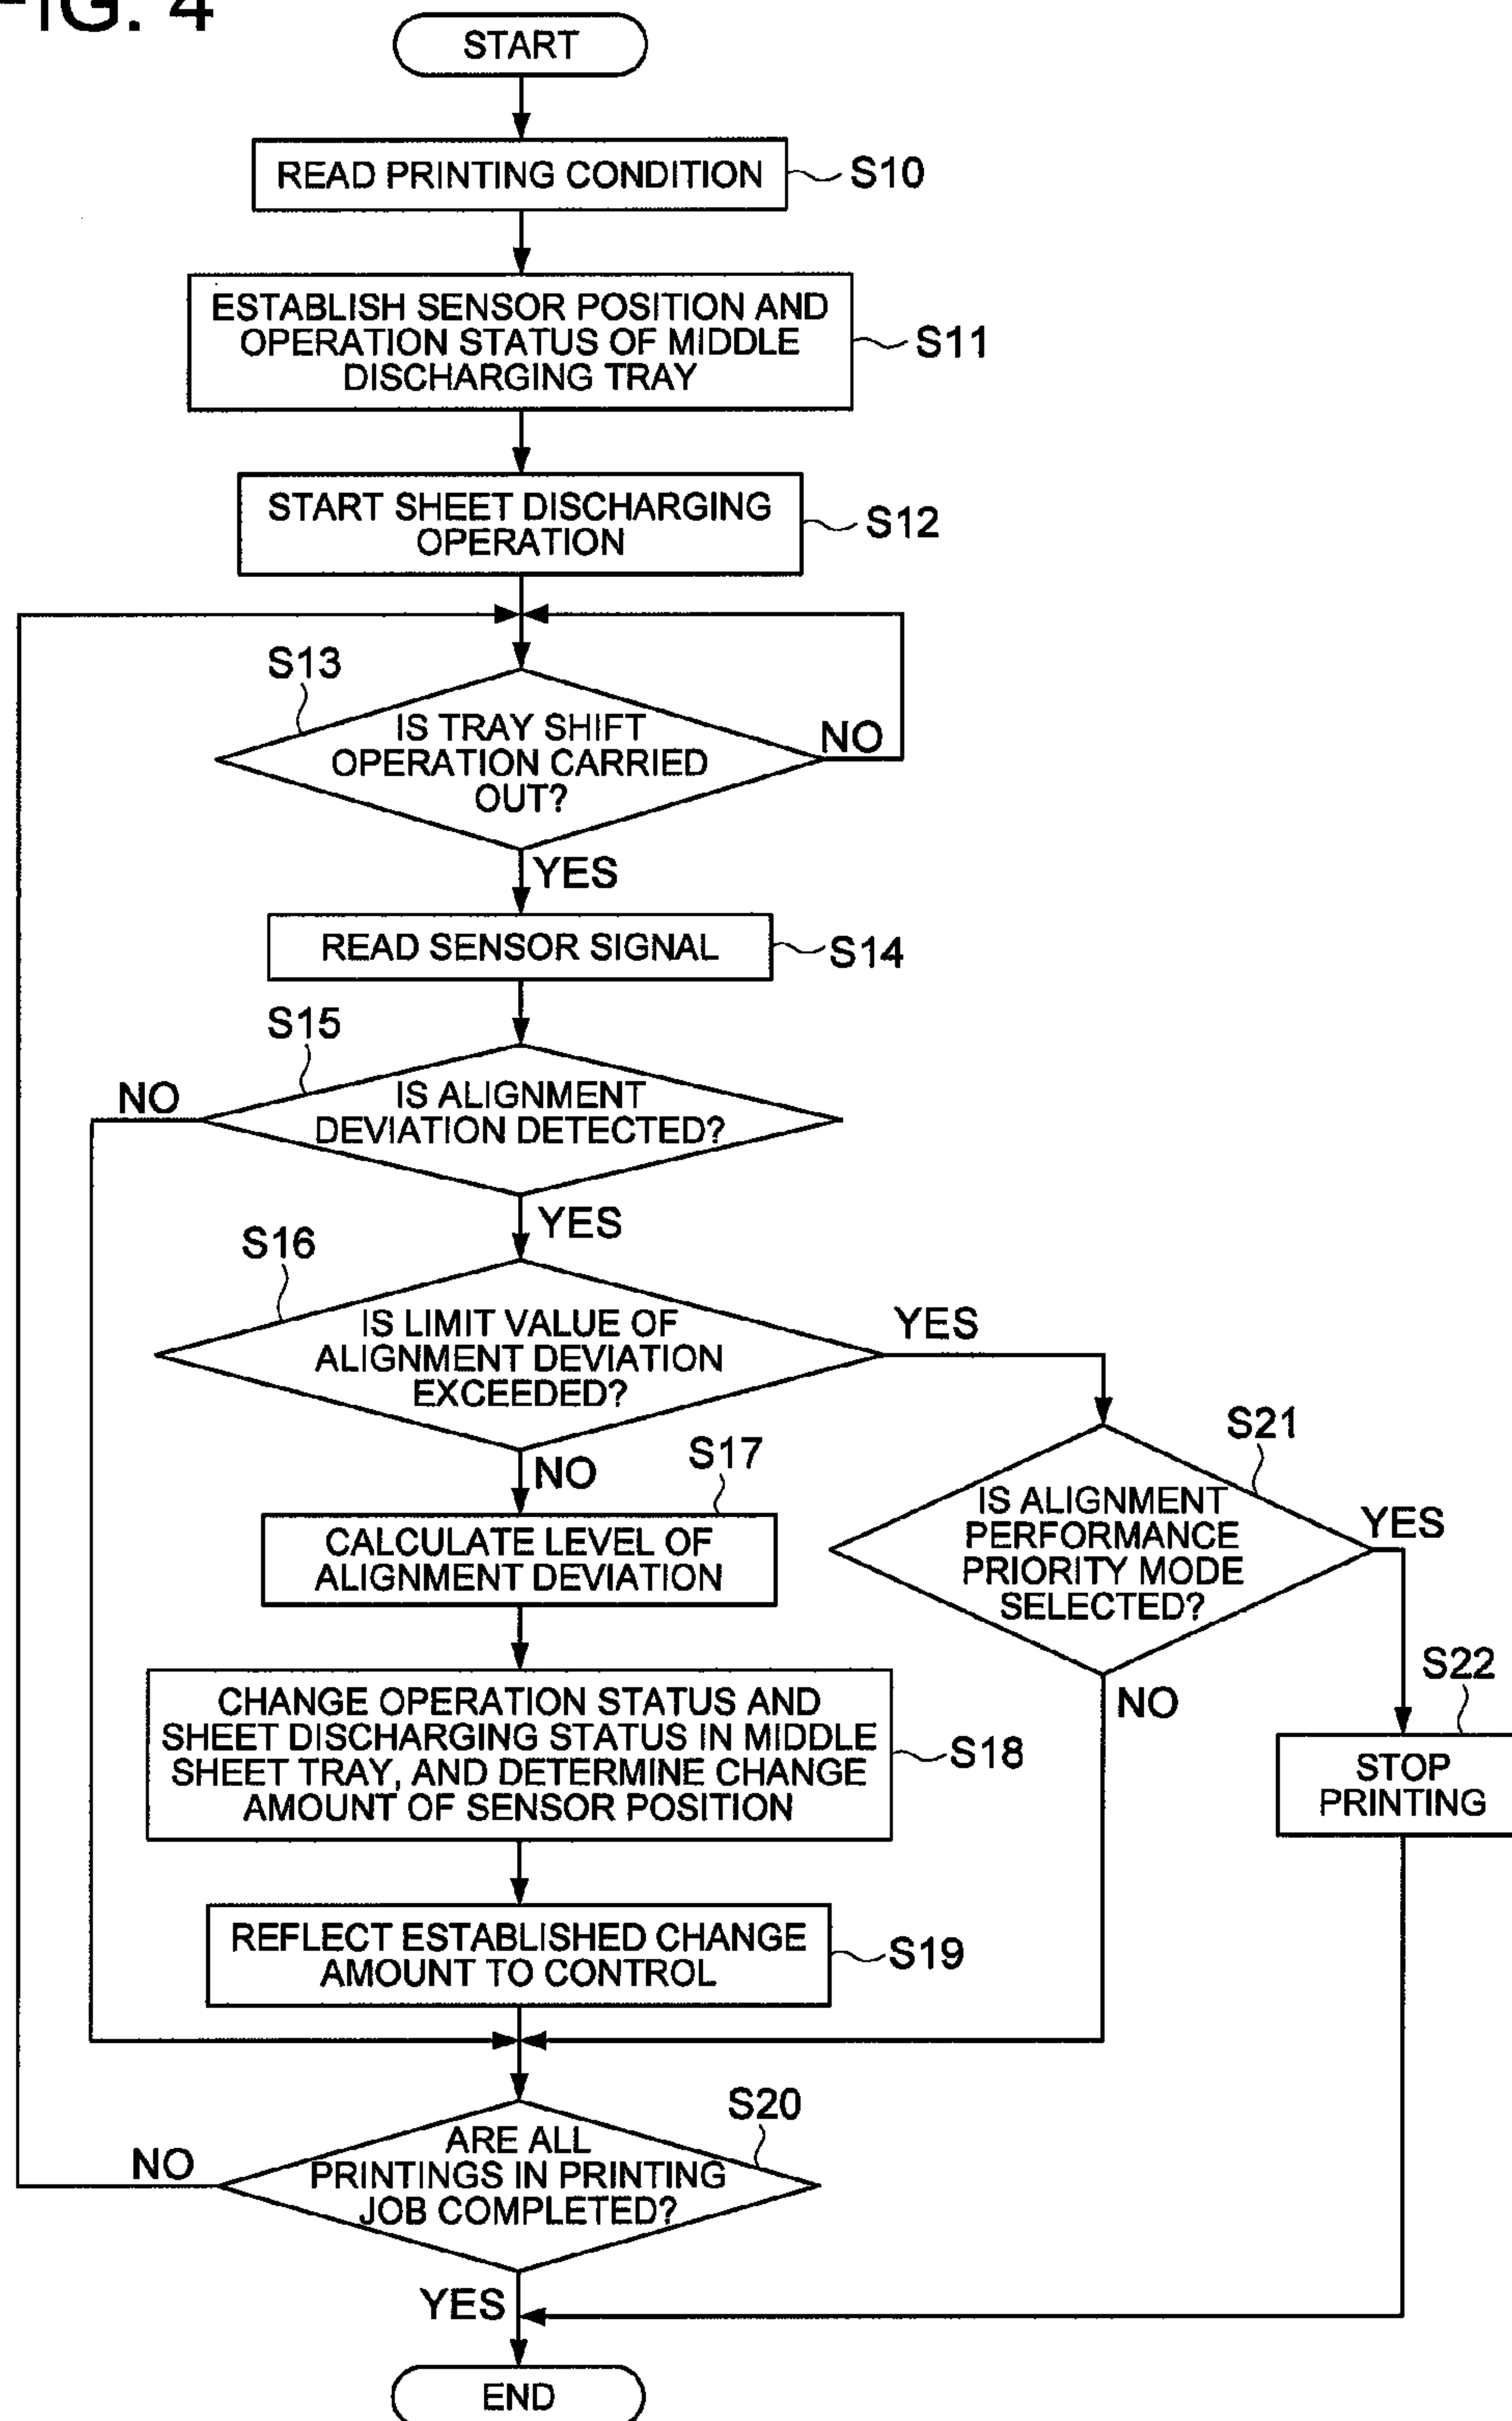 FIG. 4
START
READ PRINTING CONDITION
S10
ESTABLISH SENSOR POSITION AND
OPERATION STATUS OF MIDDLE
DISCHARGING TRAY
S11
START SHEET DISCHARGING
OPERATION
S12
S13
IS TRAY SHIFT
OPERATION CARRIED
OUT?
NO
YES
READ SENSOR SIGNAL
S14
S15
NO
IS ALIGNMENT
DEVIATION DETECTED?
YES
S16
IS LIMIT VALUE OF
ALIGNMENT DEVIATION
EXCEEDED?
YES
NO
S17
CALCULATE LEVEL OF
ALIGNMENT DEVIATION
S21
IS ALIGNMENT
PERFORMANCE
PRIORITY MODE
SELECTED?
YES
NO
S22
STOP
PRINTING
CHANGE OPERATION STATUS AND
SHEET DISCHARGING STATUS IN MIDDLE
SHEET TRAY, AND DETERMINE CHANGE
AMOUNT OF SENSOR POSITION
S18
REFLECT ESTABLISHED CHANGE
AMOUNT TO CONTROL
S19
S20
ARE ALL
PRINTINGS IN PRINTING
JOB COMPLETED?
NO
YES
END